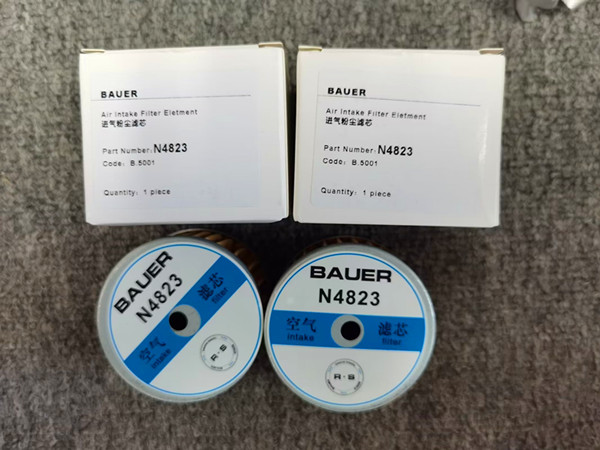 BAUER
Air Intake Filter Eletment
进气粉尘滤芯
Part Number: N4823
Code: B.5001
Quantity: 1 piece
BAUER
Air Intake Filter Eletment
进气粉尘滤芯
Part Number: N4823
Code: B.5001
Quantity: 1 piece
BAUER
N4823
空气 滤芯
intake filter
R·S
BAUER
N4823
空气 滤芯
intake filter
R·S